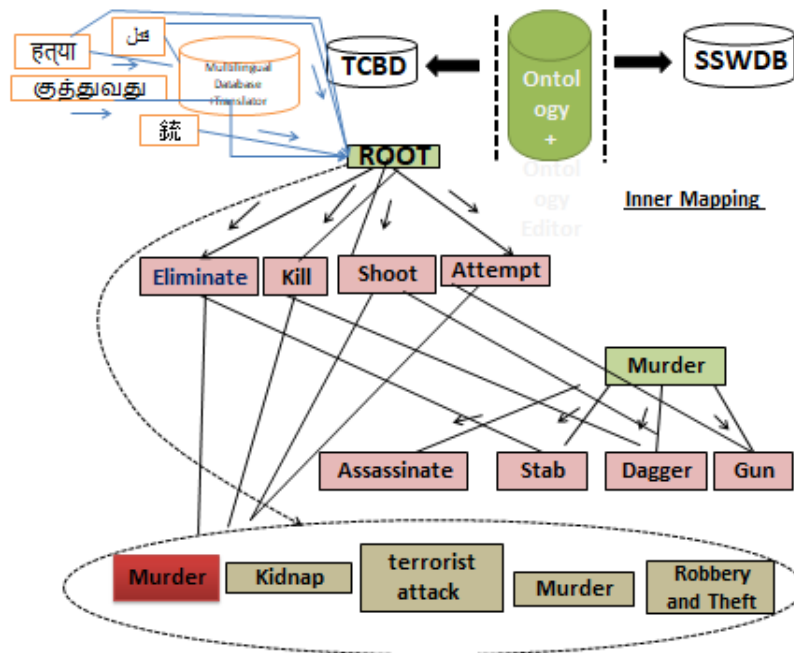 हत्या
قتل
குத்துவது
銃
Multilingual
Database
+Translator
TCBD
Ontol
ogy
+
Ontol
ogy
Editor
SSWDB
ROOT
Inner Mapping
Eliminate
Kill
Shoot
Attempt
Murder
Assassinate
Stab
Dagger
Gun
Murder
Kidnap
terrorist
attack
Murder
Robbery
and Theft